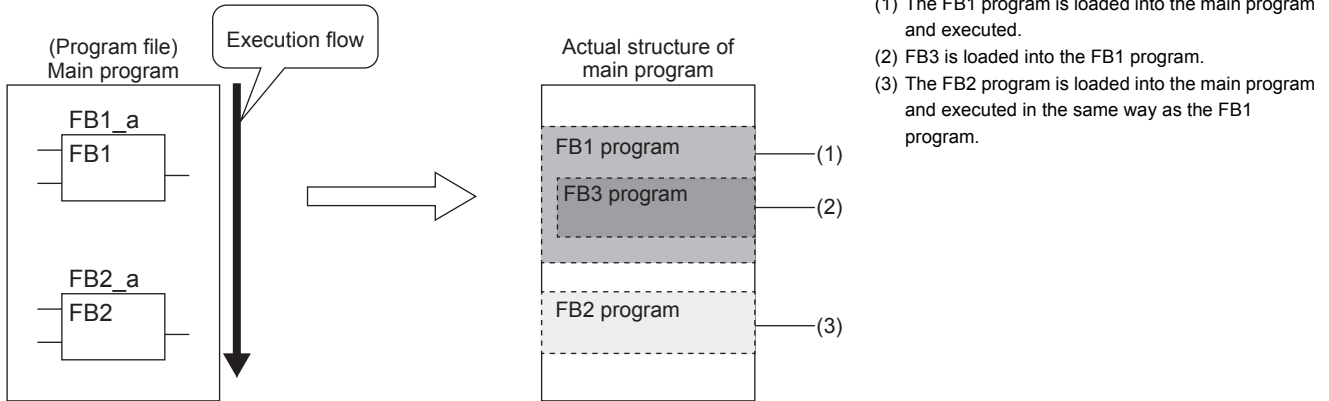 (Program file)
Main program
Execution flow
FB1_a
FB1
FB2_a
FB2
Actual structure of
main program
FB1 program
(1)
FB3 program
(2)
FB2 program
(3)
(1) The FB1 program is loaded into the main program
and executed.
(2) FB3 is loaded into the FB1 program.
(3) The FB2 program is loaded into the main program
and executed in the same way as the FB1
program.